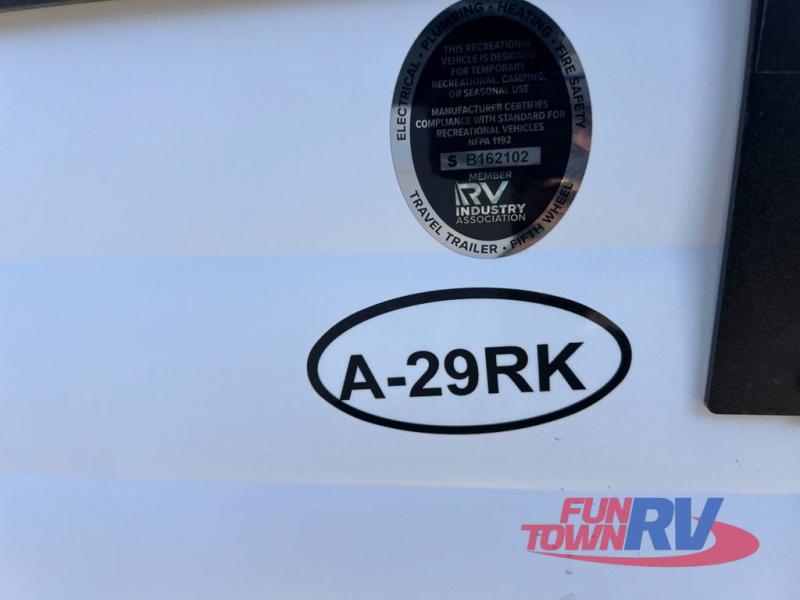 ELECTRICAL • PLUMBING • HEATING • FIRE SAFETY
THIS RECREATIONAL
VEHICLE IS DESIGNED
FOR TEMPORARY
RECREATIONAL, CAMPING,
OR SEASONAL USE
MANUFACTURER CERTIFIES
COMPLIANCE WITH STANDARD FOR
RECREATIONAL VEHICLES
NFPA 1192
S B162102
MEMBER
RV
INDUSTRY
ASSOCIATION
TRAVEL TRAILER • FIFTH WHEEL
A-29RK
FUN
TOWN RV